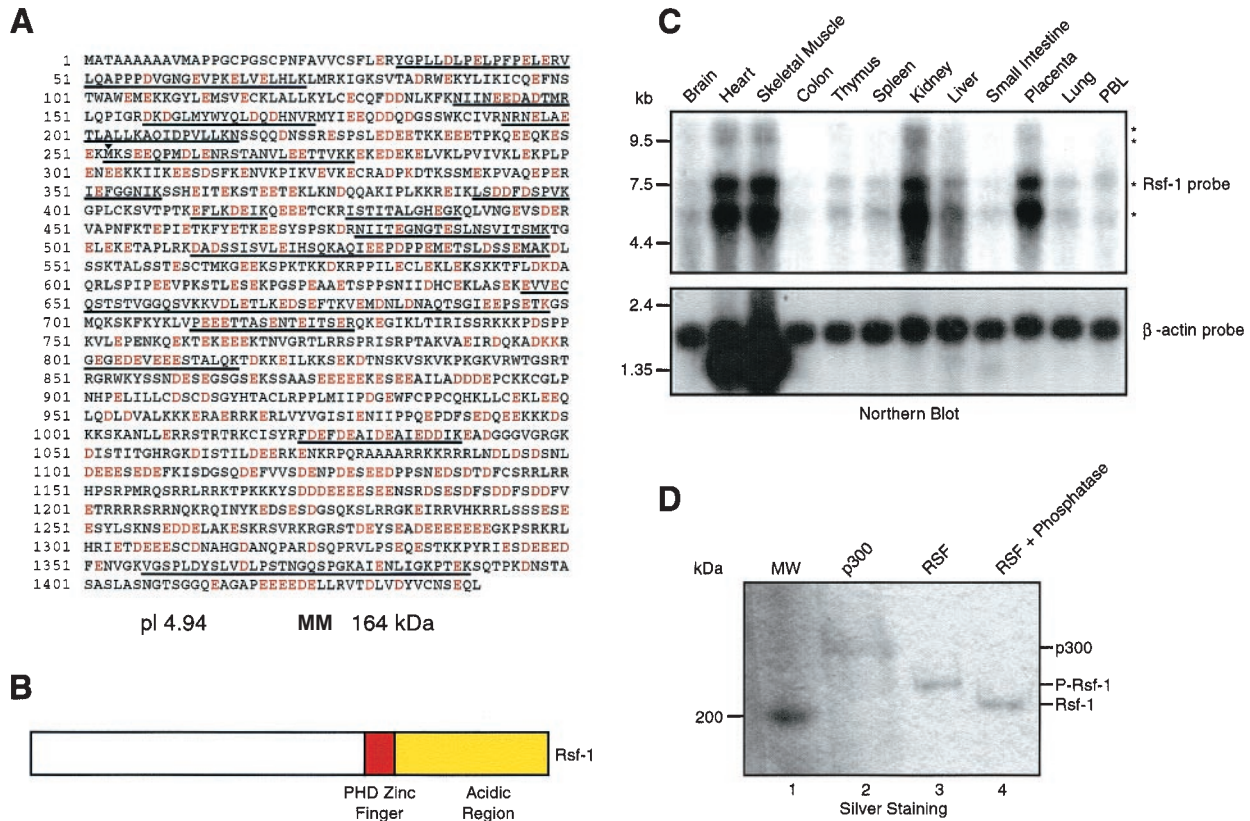 A
1 MATAAAAAAVMAPPGCPGSCPNFAVVCSFLERYGPLLDLPELPFPELERV
51 LQAPPPDVGNGEVPKELVELHLKLMRKIGKSVTADRWEKYLIKICQEFNS
101 TWAWEMEKKGYLEMSVECKLALLKYLCECQFDDNLKFKNIINEEDADTMR
151 LQPIGRDKDGLMYWYQLDQDHNVRMYIEEQDDQDGSSWKCIVRNRNELAE
201 TLALLKAQIDPVLLKNSSQQDNSSRESPSLEDEETKKEEETPKQEEQKES
251 EKMKSEEQPMDLENRSTANVLEETTVKKEKEDEKELVKLPVIVKLEKPLP
301 ENEEKKIIKEESDSFKENVKPIKVEVKECRADPKDTKSSMEKPVAQEPER
351 IEFGGNIKSSHEITEKSTEETEKLKNDQQAKIPLKKREIKLSDDFDSPVK
401 GPLCKSVTPTKEFLKDEIKQEEETCKRISTITALGHEGKQLVNGEVSDER
451 VAPNFKTEPIETKFYETKEESYSPSKDRNIITEGNGTESLNSVITSMKTG
501 ELEKETAPLRKDADSSISVLEIHSQKAQIEEPDPPEMETSLDSSEMAKDL
551 SSKTALSSTESCTMKGEEKSPKTKKDKRPPILECLEKLEKSKKTFLDKDA
601 QRLSPIPEEVPKSTLESEKPGSPEAAETSPPSNIIDHCEKLASEKEVVEC
651 QSTSTVGGQSVKKVDLETLKEDSEFTKVEMDNLDNAQTSGIEEPSETKGS
701 MQKSKFKYKLVPEEETTASENTEITSERQKEGIKLTIRISSRKKKPDSPP
751 KVLEPENKQEKTEKEEEKTNVGRTLRRSPRISRPTAKVAEIRDQKADKKR
801 GEGEDEVEEESTALQKTDKKEILKKSEKDTNSKVSKVKPKGKVRWTGSRT
851 RGRWKYSSNDESEGSGSEKSSAASEEEEEKESEEAILADDDEPCKKCGLP
901 NHPELILLCDSCDSGYHTACLRPPLMIIPDGEWFCPPCQHKLLCEKLEEQ
951 LQDLDVALKKKERAERRKERLVYVGISIENIIPPQEPDFSEDQEEKKKDS
1001 KKSKANLLERRSTRTRKCISYRFDEFDEAIDEAIEDDIKEADGGGVGRGK
1051 DISTITGHRGKDISTILDEERKENKRPQRAAAARRKKRRRLNDLDSDSNL
1101 DEEESEDEFKISDGSQDEFVVSDENPDESEEDPPSNEDSDTDFCSRRLRR
1151 HPSRPMRQSRRLRRKTPKKKYSDDDEEEESEENSRDSESDFSDDFSDDFV
1201 ETRRRRSRRNQKRQINYKEDSESDGSQKSLRRGKEIRRVHKRRLSSSESE
1251 ESYLSKNSEDDELAKESKRSVRKRGRSTDEYSEADEEEEEEEGKPSRKRL
1301 HRIETDEEESCDNAHGDANQPARDSQPRVLPSEQESTKKPYRIESDEEED
1351 FENVGKVGSPLDYSLVDLPSTNGQSPGKAIENLIGKPTEKSQTPKDNSTA
1401 SASLASNGTSGGQEAGAPEEEEDELLRVTDLVDYVCNSEQL
pI 4.94 MM 164 kDa
B
Rsf-1
PHD Zinc
Finger
Acidic
Region
C
kb
Brain
Heart
Skeletal Muscle
Colon
Thymus
Spleen
Kidney
Liver
Small Intestine
Placenta
Lung
PBL
*
9.5 *
7.5 * Rsf-1 probe
*
4.4
2.4
β -actin probe
1.35
Northern Blot
D
kDa MW p300 RSF RSF + Phosphatase
p300
P-Rsf-1
Rsf-1
200
1 2 3 4
Silver Staining